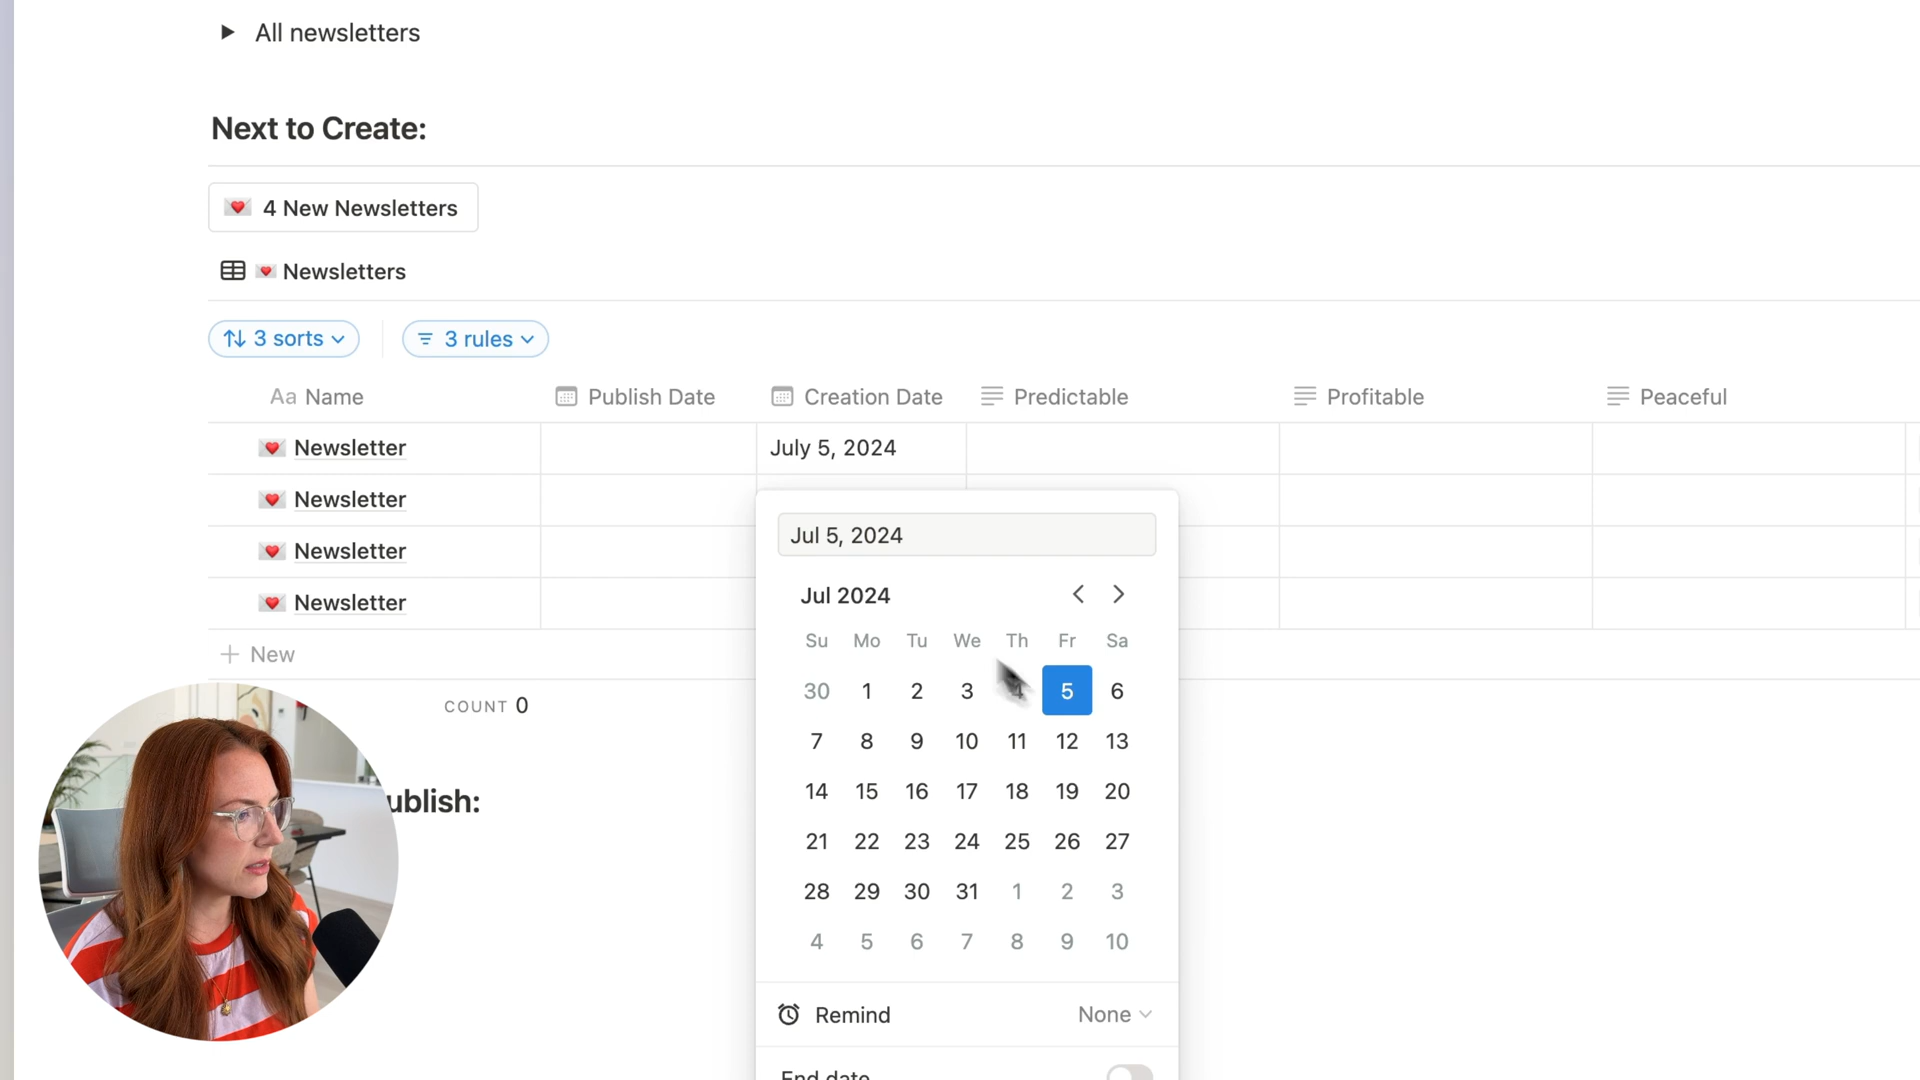 All newsletters
Next to Create:
4 New Newsletters
Newsletters
3 sorts 3 rules
Aa Name Publish Date Creation Date Predictable Profitable Peaceful
Newsletter July 5, 2024
Newsletter
Newsletter
Newsletter
New
COUNT 0
ublish:
Jul 5, 2024
Jul 2024
Su Mo Tu We Th Fr Sa
30 1 2 3 4 5 6
7 8 9 10 11 12 13
14 15 16 17 18 19 20
21 22 23 24 25 26 27
28 29 30 31 1 2 3
4 5 6 7 8 9 10
Remind None
End date